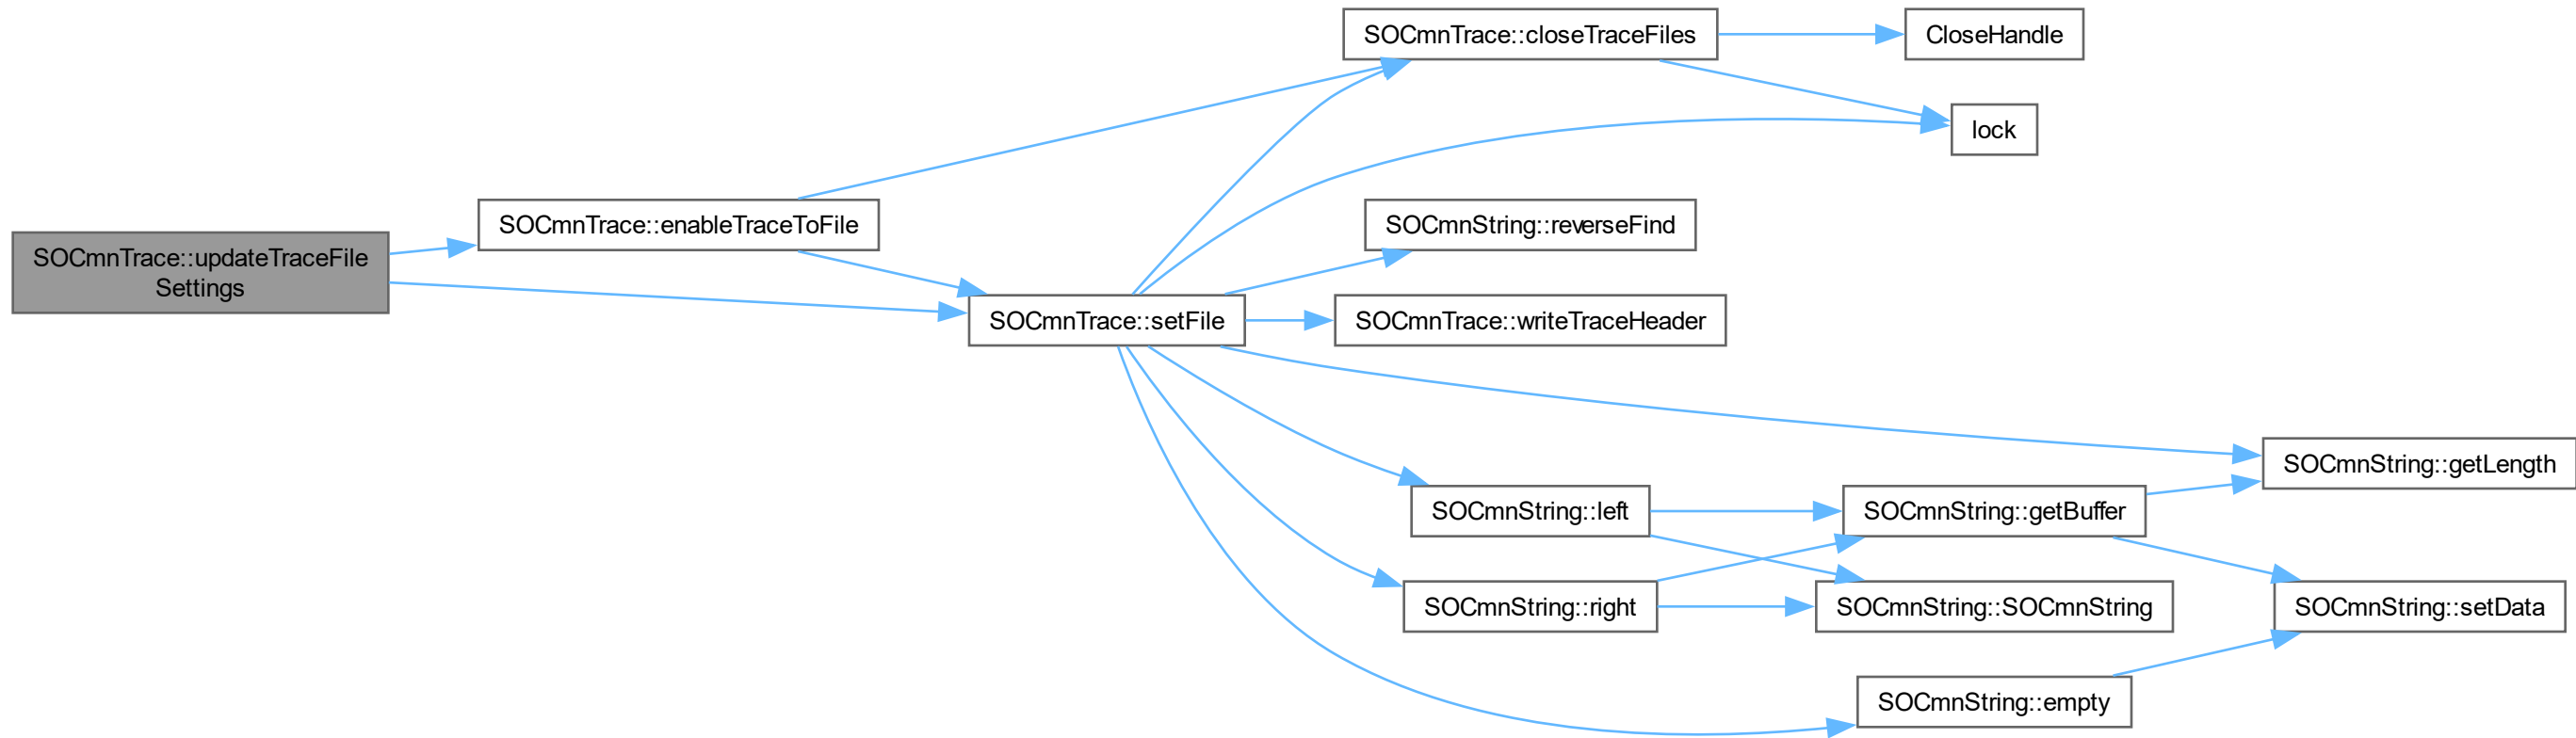 SOCmnTrace::updateTraceFile
Settings
SOCmnTrace::enableTraceToFile
SOCmnTrace::setFile
SOCmnTrace::closeTraceFiles
CloseHandle
lock
SOCmnString::reverseFind
SOCmnTrace::writeTraceHeader
SOCmnString::getLength
SOCmnString::left
SOCmnString::getBuffer
SOCmnString::right
SOCmnString::SOCmnString
SOCmnString::setData
SOCmnString::empty